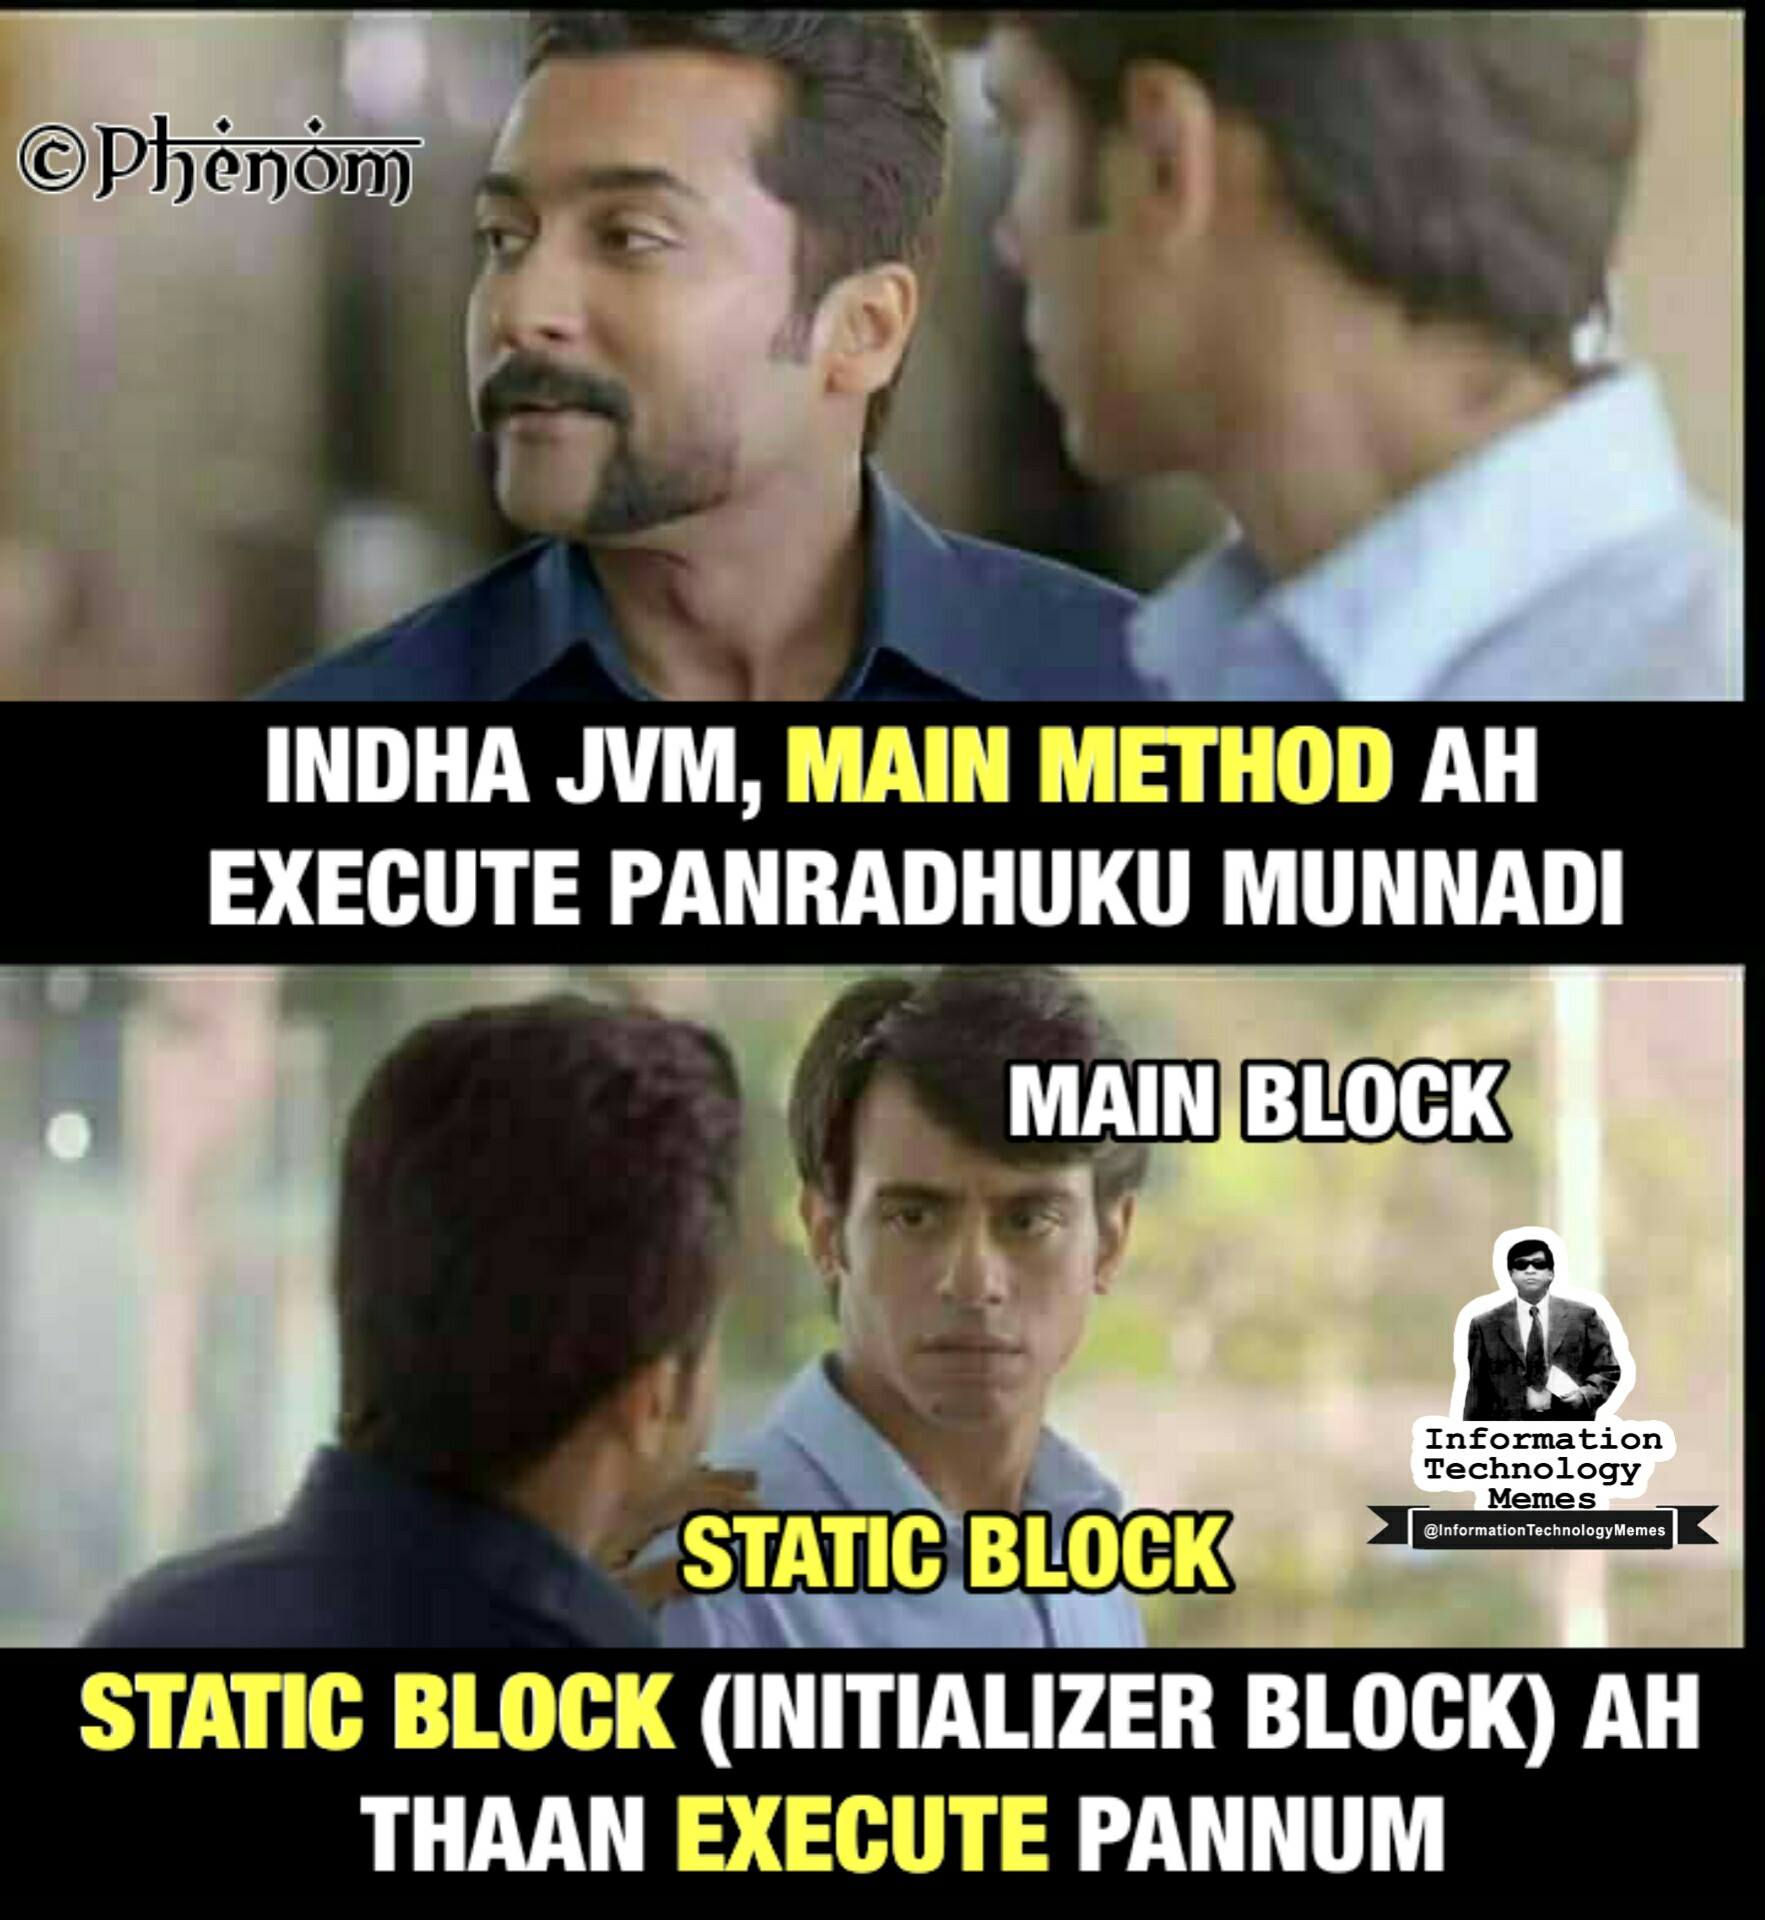 ©Phenom
INDHA JVM, MAIN METHOD AH
EXECUTE PANRADHUKU MUNNADI
MAIN BLOCK
Information
Technology
Memes
@InformationTechnologyMemes
STATIC BLOCK
STATIC BLOCK (INITIALIZER BLOCK) AH
THAAN EXECUTE PANNUM